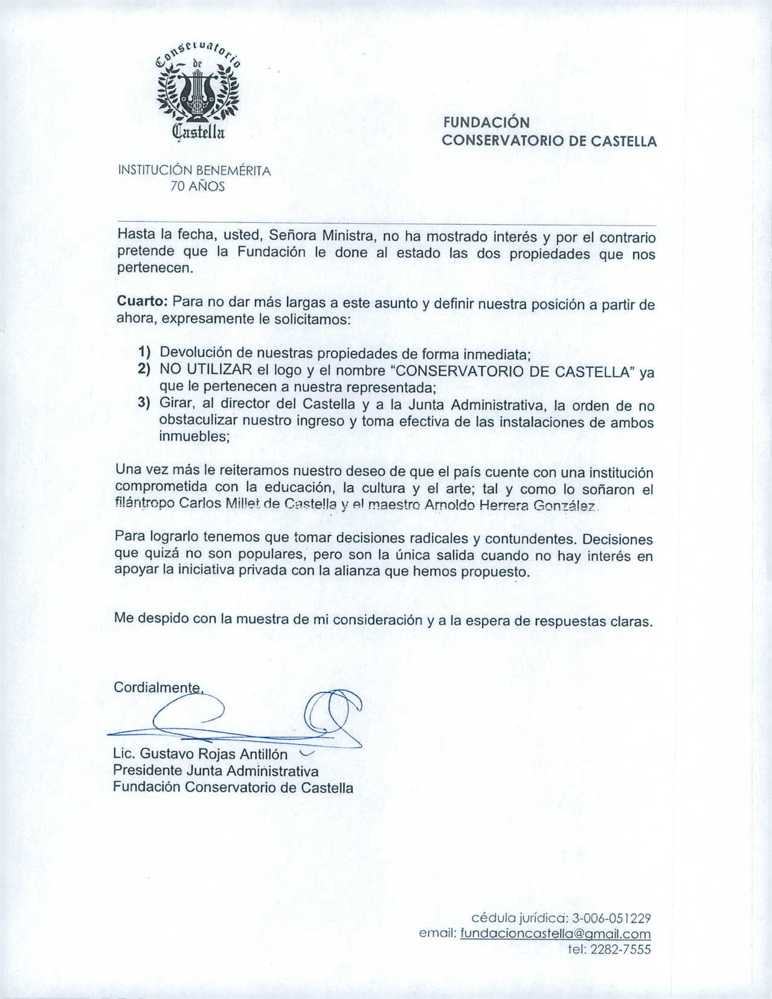 Conservatorio
de
Castella
FUNDACIÓN
CONSERVATORIO DE CASTELLA
INSTITUCIÓN BENEMÉRITA
70 AÑOS
Hasta la fecha, usted, Señora Ministra, no ha mostrado interés y por el contrario
pretende que la Fundación le done al estado las dos propiedades que nos
pertenecen.
Cuarto: Para no dar más largas a este asunto y definir nuestra posición a partir de
ahora, expresamente le solicitamos:
1) Devolución de nuestras propiedades de forma inmediata;
2) NO UTILIZAR el logo y el nombre “CONSERVATORIO DE CASTELLA” ya
que le pertenecen a nuestra representada;
3) Girar, al director del Castella y a la Junta Administrativa, la orden de no
obstaculizar nuestro ingreso y toma efectiva de las instalaciones de ambos
inmuebles;
Una vez más le reiteramos nuestro deseo de que el país cuente con una institución
comprometida con la educación, la cultura y el arte; tal y como lo soñaron el
filántropo Carlos Millet de Castella y el maestro Arnoldo Herrera González.
Para lograrlo tenemos que tomar decisiones radicales y contundentes. Decisiones
que quizá no son populares, pero son la única salida cuando no hay interés en
apoyar la iniciativa privada con la alianza que hemos propuesto.
Me despido con la muestra de mi consideración y a la espera de respuestas claras.
Cordialmente,
Lic. Gustavo Rojas Antillón
Presidente Junta Administrativa
Fundación Conservatorio de Castella
cédula jurídica: 3-006-051229
email: fundacioncastella@gmail.com
tel: 2282-7555